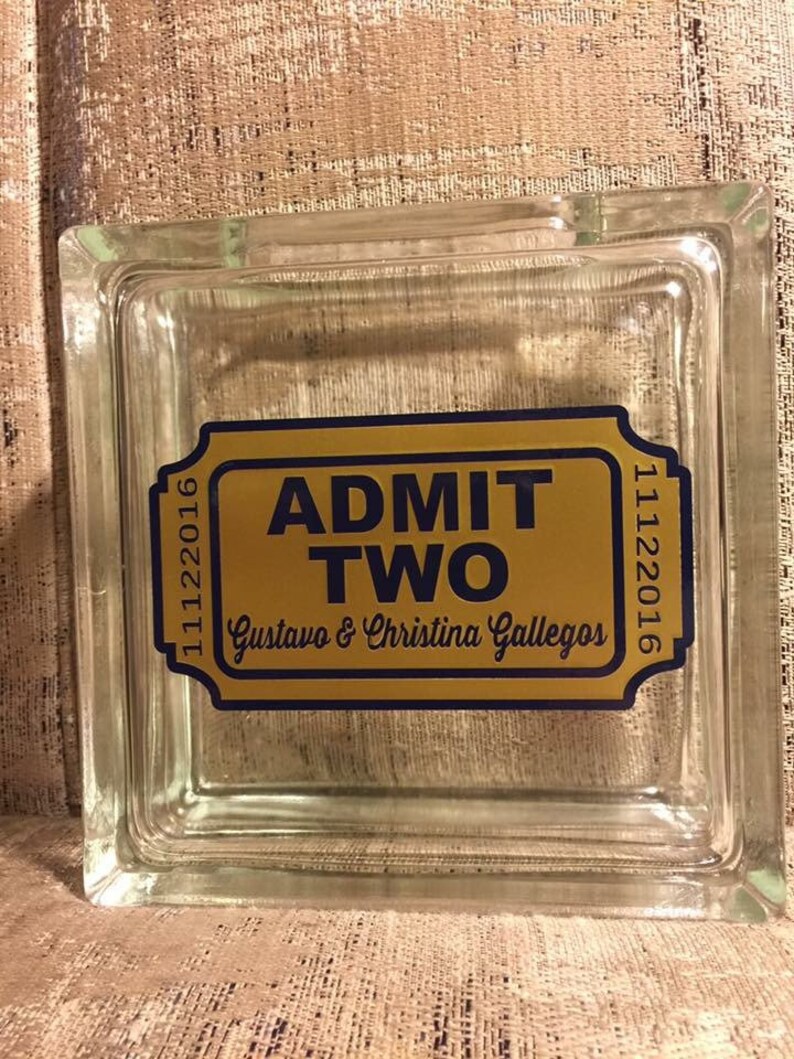 ADMIT
TWO
Gustavo & Christina Gallegos
11122016
11122016